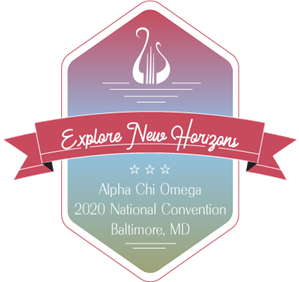 Explore New Horizons
Alpha Chi Omega
2020 National Convention
Baltimore, MD